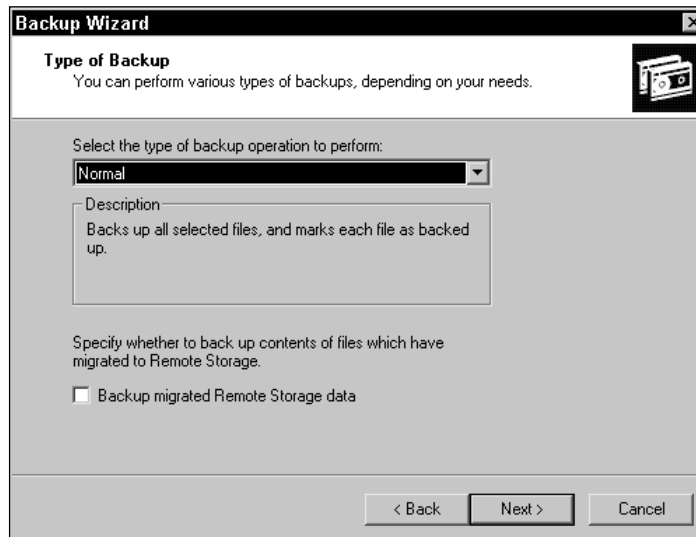 Backup Wizard
Type of Backup
You can perform various types of backups, depending on your needs.
Select the type of backup operation to perform:
Normal
Description
Backs up all selected files, and marks each file as backed
up.
Specify whether to back up contents of files which have
migrated to Remote Storage.
Backup migrated Remote Storage data
< Back
Next >
Cancel